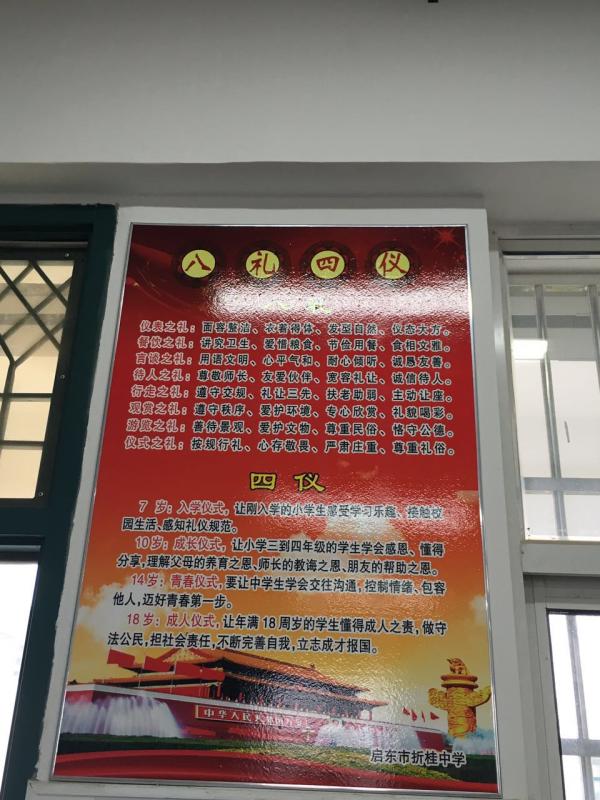 八礼四仪
八礼
仪表之礼：面容整洁、衣着得体、发型自然、仪态大方。
餐饮之礼：讲究卫生、爱惜粮食、节俭用餐、食相文雅。
言谈之礼：用语文明、心平气和、耐心倾听、诚恳友善。
待人之礼：尊敬师长、友爱伙伴、宽容礼让、诚信待人。
行走之礼：遵守交规、礼让三先、扶老助弱、主动让座。
观赏之礼：遵守秩序、爱护环境、专心欣赏、礼貌喝彩。
游览之礼：善待景观、爱护文物、尊重民俗、恪守公德。
仪式之礼：按规行礼、心存敬畏、严肃庄重、尊重礼俗。
四仪
7 岁：入学仪式，让刚入学的小学生感受学习乐趣、接触校
园生活、感知礼仪规范。
10岁：成长仪式，让小学三到四年级的学生学会感恩、懂得
分享，理解父母的养育之恩、师长的教诲之恩、朋友的帮助之恩。
14岁：青春仪式，要让中学生学会交往沟通，控制情绪、包容
他人，迈好青春第一步。
18岁：成人仪式，让年满 18 周岁的学生懂得成人之责，做守
法公民，担社会责任，不断完善自我，立志成才报国。
中华人民共和国万岁
启东市折桂中学